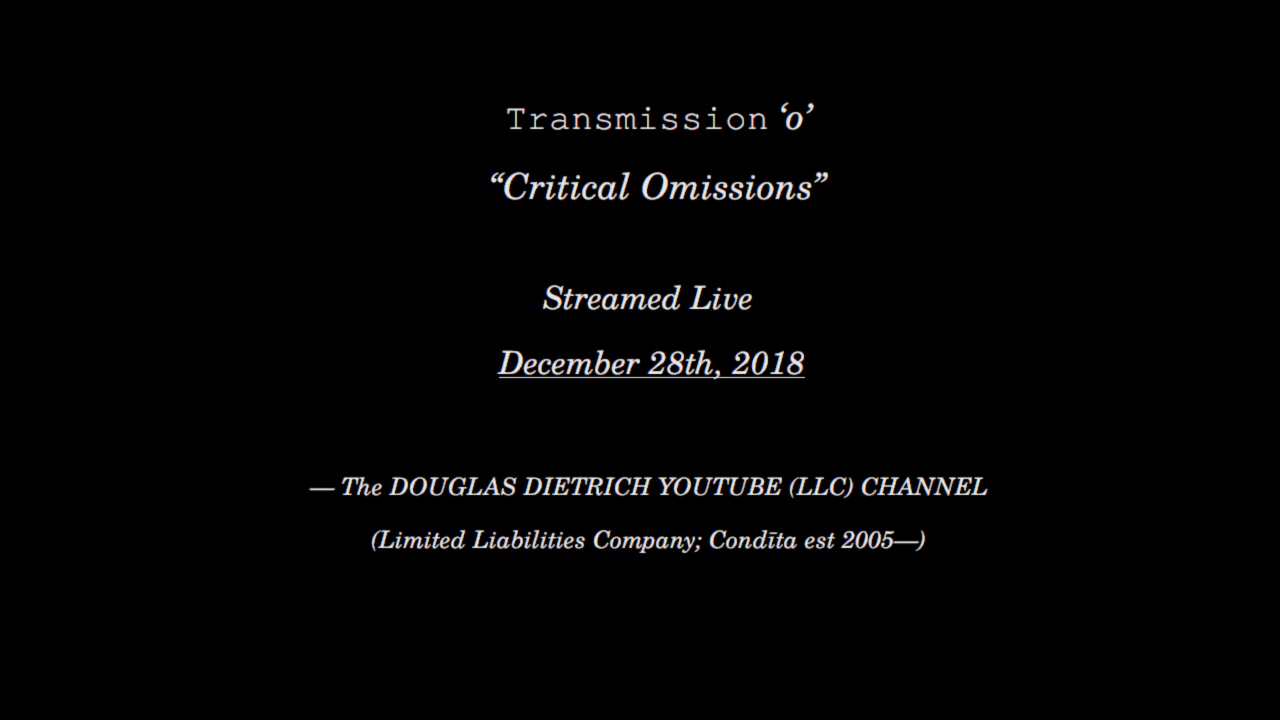 Transmission ‘o’
“Critical Omissions”
Streamed Live
December 28th, 2018
— The DOUGLAS DIETRICH YOUTUBE (LLC) CHANNEL
(Limited Liabilities Company; Condīta est 2005—)